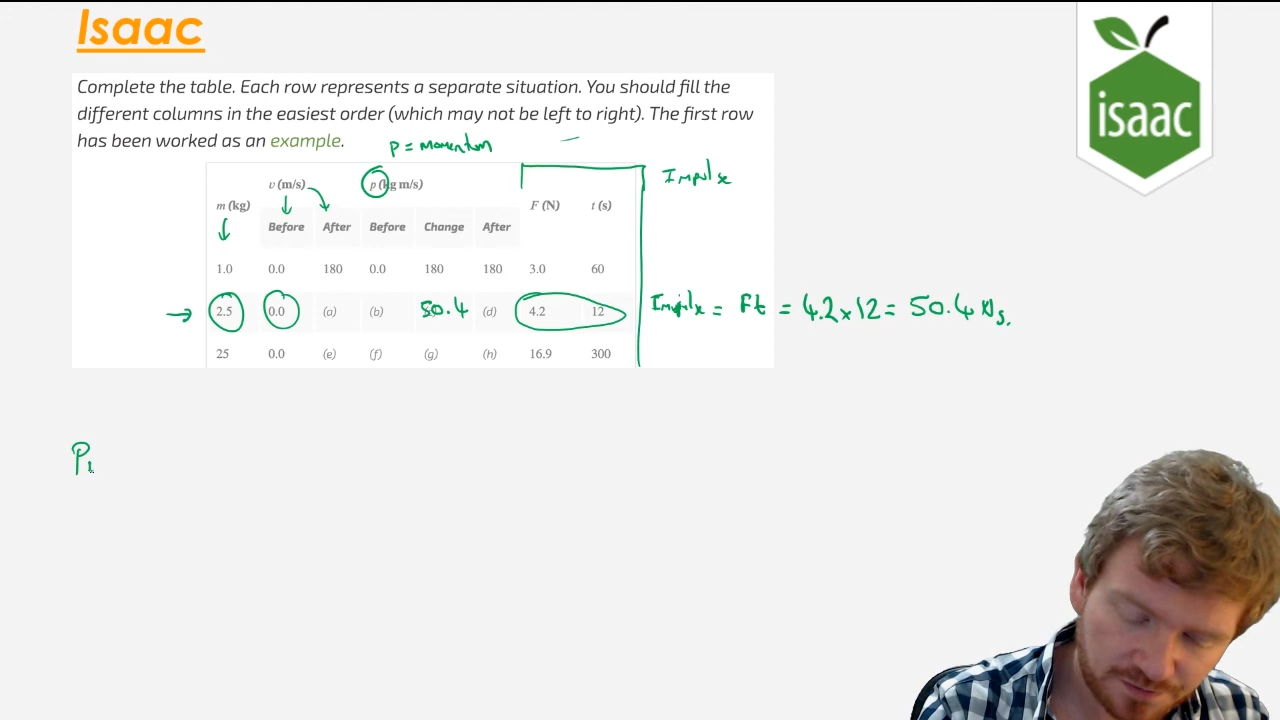 Isaac
isaac
Complete the table. Each row represents a separate situation. You should fill the
different columns in the easiest order (which may not be left to right). The first row
has been worked as an example.
p = momentum
Impulse
υ (m/s) p (kg m/s)
m (kg) F (N) t (s)
Before After Before Change After
1.0 0.0 180 0.0 180 180 3.0 60
2.5 0.0 (a) (b) 50.4 (d) 4.2 12 Impulse = Ft = 4.2 x 12 = 50.4 Ns.
25 0.0 (e) (f) (g) (h) 16.9 300